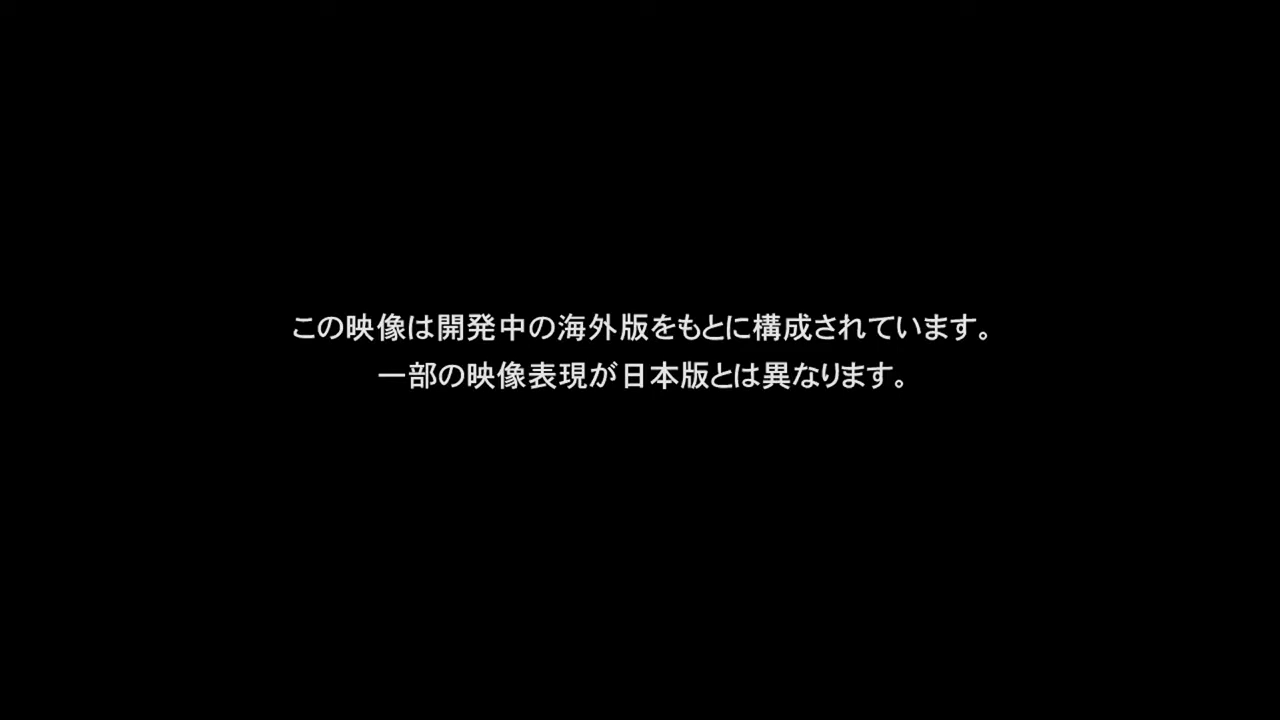 この映像は開発中の海外版をもとに構成されています。
一部の映像表現が日本版とは異なります。